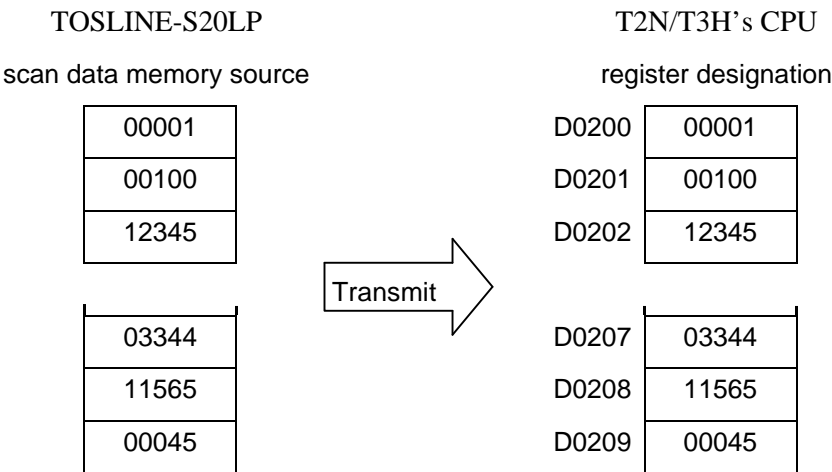 TOSLINE-S20LP T2N/T3H’s CPU
scan data memory source register designation
00001 D0200 00001
00100 D0201 00100
12345 D0202 12345
Transmit
03344 D0207 03344
11565 D0208 11565
00045 D0209 00045